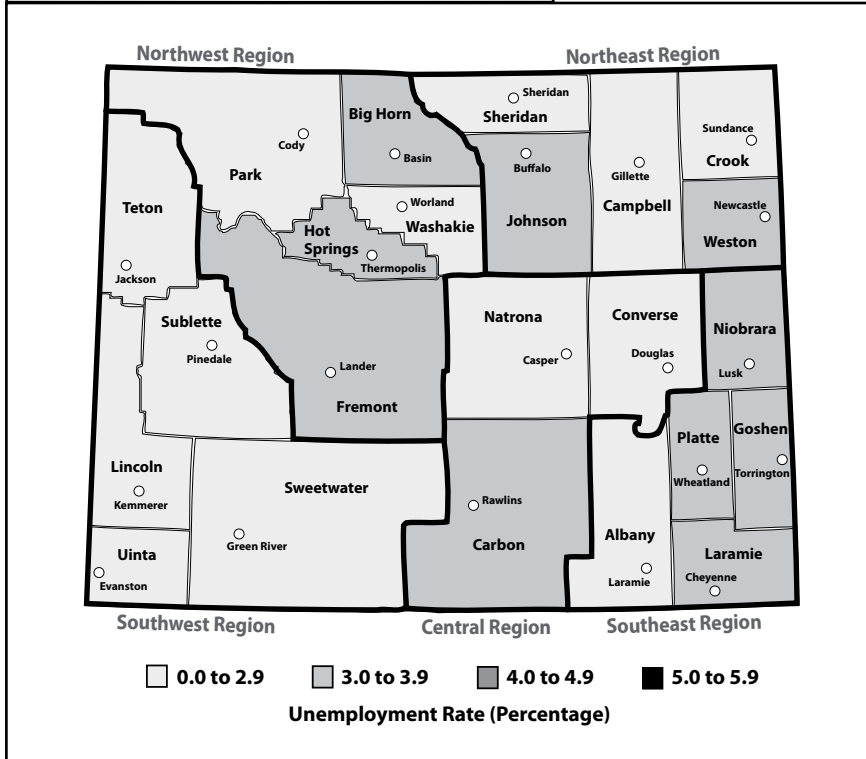 Northwest Region
Northeast Region
Big Horn
Sheridan
Sheridan
Cody
Basin
Buffalo
Gillette
Sundance
Crook
Park
Teton
Worland
Washakie
Johnson
Campbell
Newcastle
Weston
Hot
Springs
Thermopolis
Jackson
Sublette
Pinedale
Natrona
Converse
Niobrara
Casper
Douglas
Lusk
Lander
Fremont
Platte
Goshen
Wheatland
Torrington
Lincoln
Kemmerer
Sweetwater
Rawlins
Carbon
Albany
Laramie
Green River
Uinta
Evanston
Laramie
Cheyenne
Southwest Region
Central Region
Southeast Region
0.0 to 2.9
3.0 to 3.9
4.0 to 4.9
5.0 to 5.9
Unemployment Rate (Percentage)